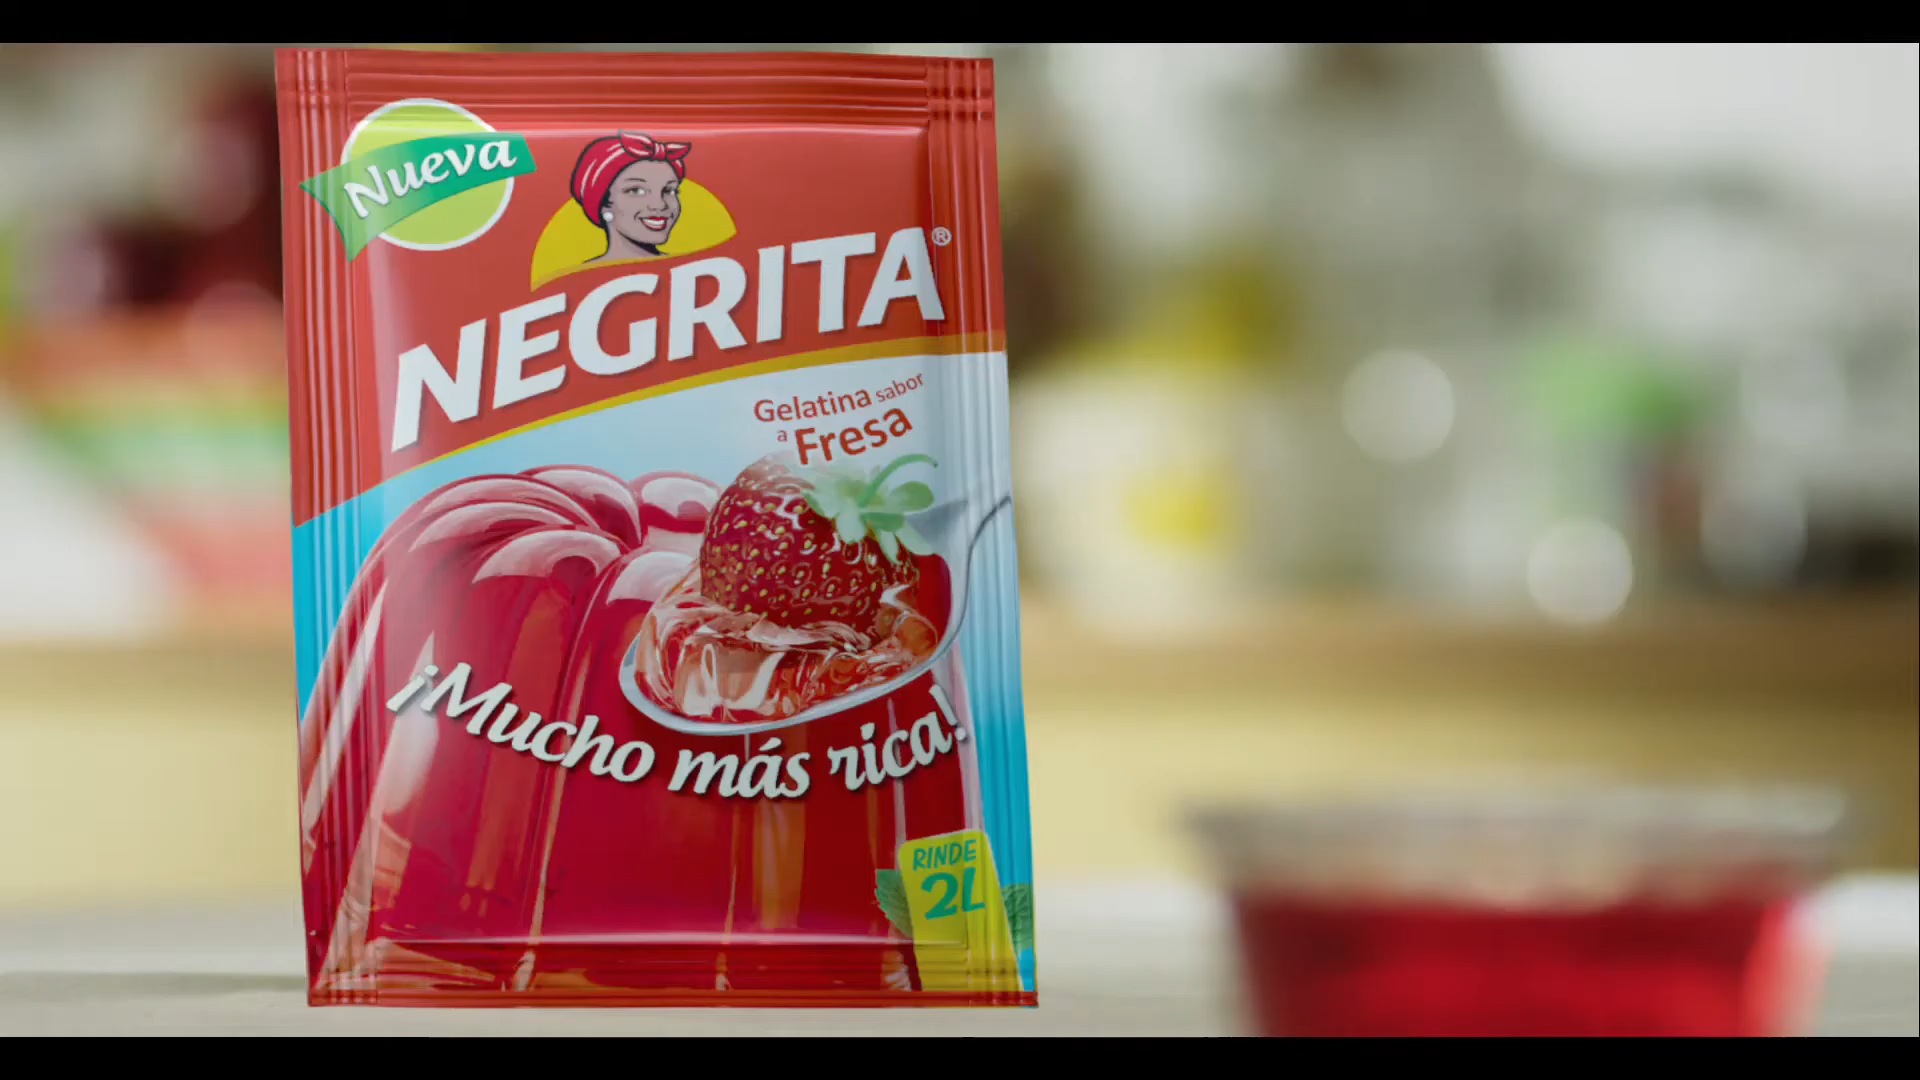 Nueva
NEGRITA®
Gelatina sabor
a Fresa
¡Mucho más rica!
RINDE
2L